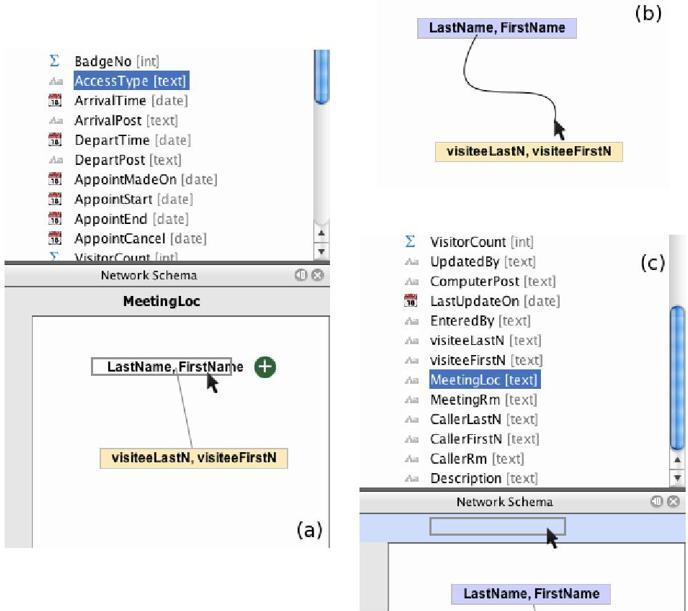 BadgeNo [int]
AccessType [text]
ArrivalTime [date]
ArrivalPost [text]
DepartTime [date]
DepartPost [text]
AppointMadeOn [date]
AppointStart [date]
AppointEnd [date]
AppointCancel [date]
VisitorCount [int]
Network Schema
MeetingLoc
LastName, FirstName
visiteeLastN, visiteeFirstN
(a)
(b)
LastName, FirstName
visiteeLastN, visiteeFirstN
VisitorCount [int]
(c)
UpdatedBy [text]
ComputerPost [text]
LastUpdateOn [date]
EnteredBy [text]
visiteeLastN [text]
visiteeFirstN [text]
MeetingLoc [text]
MeetingRm [text]
CallerLastN [text]
CallerFirstN [text]
CallerRm [text]
Description [text]
Network Schema
LastName, FirstName